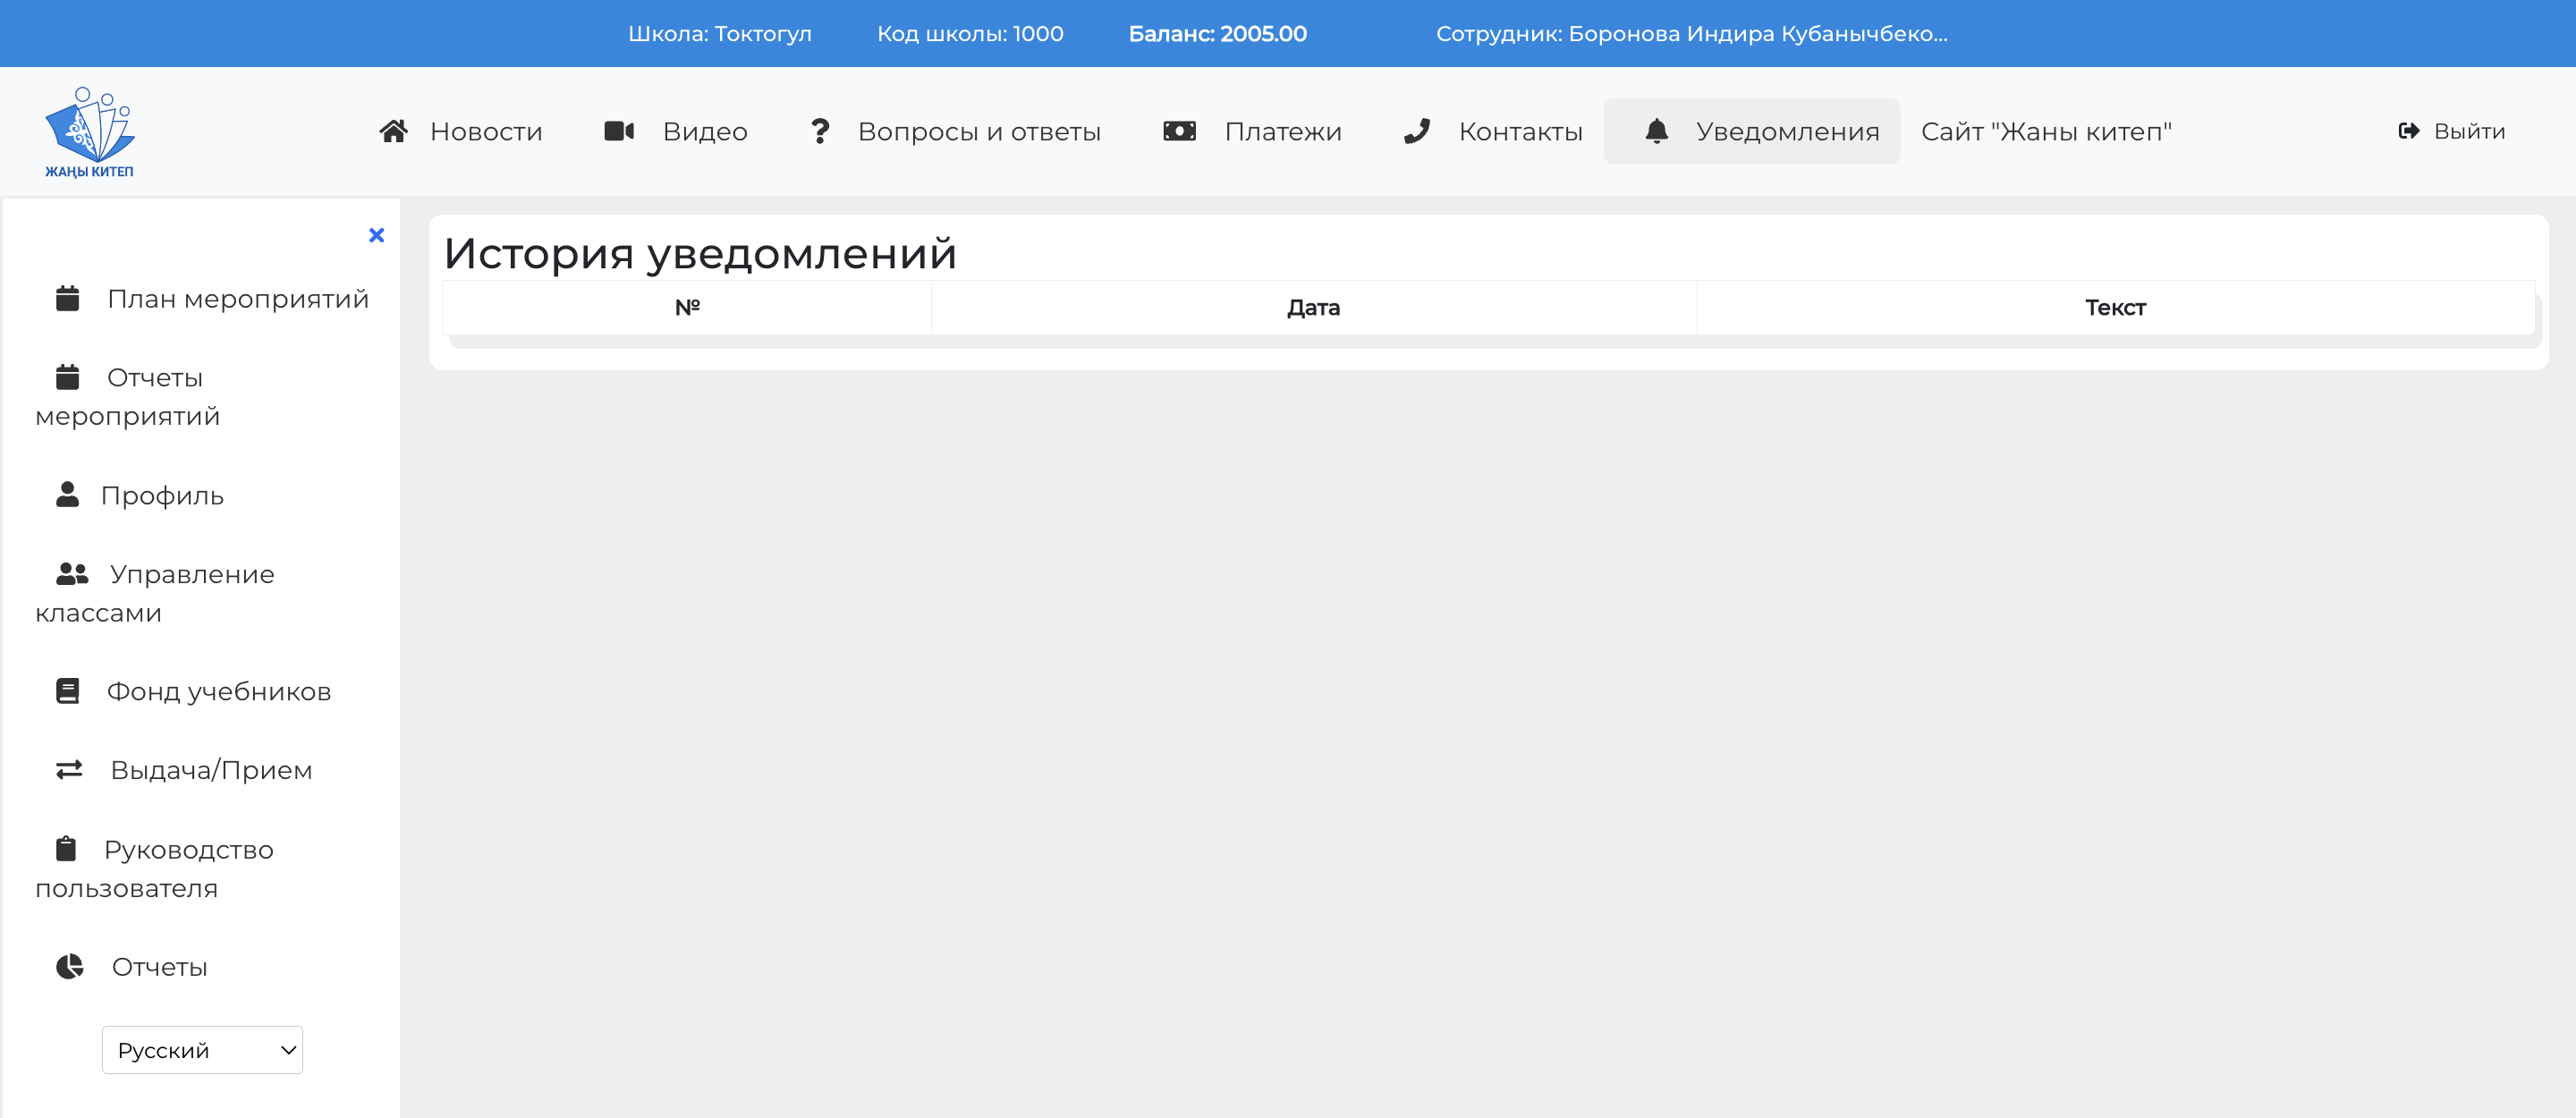 Школа: Токтогул Код школы: 1000 Баланс: 2005.00 Сотрудник: Боронова Индира Кубанычбеко...
ЖАҢЫ КИТЕП
Новости Видео Вопросы и ответы Платежи Контакты Уведомления Сайт "Жаны китеп" Выйти
План мероприятий
Отчеты
мероприятий
Профиль
Управление
классами
Фонд учебников
Выдача/Прием
Руководство
пользователя
Отчеты
Русский
История уведомлений
№ Дата Текст